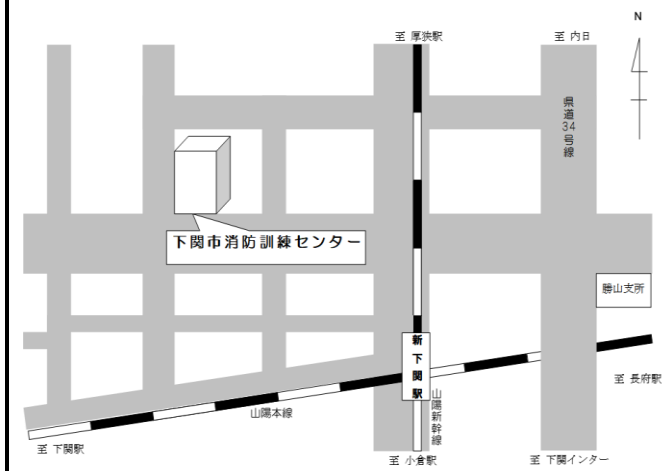 至 厚狭駅
至 内日
N
県道34号線
下関市消防訓練センター
勝山支所
新下関駅
至 長府駅
山陽新幹線
山陽本線
至 下関駅
至 小倉駅
至 下関インター